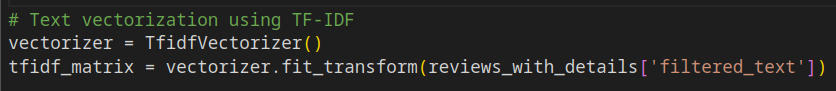 # Text vectorization using TF-IDF
vectorizer = TfidfVectorizer()
tfidf_matrix = vectorizer.fit_transform(reviews_with_details['filtered_text'])